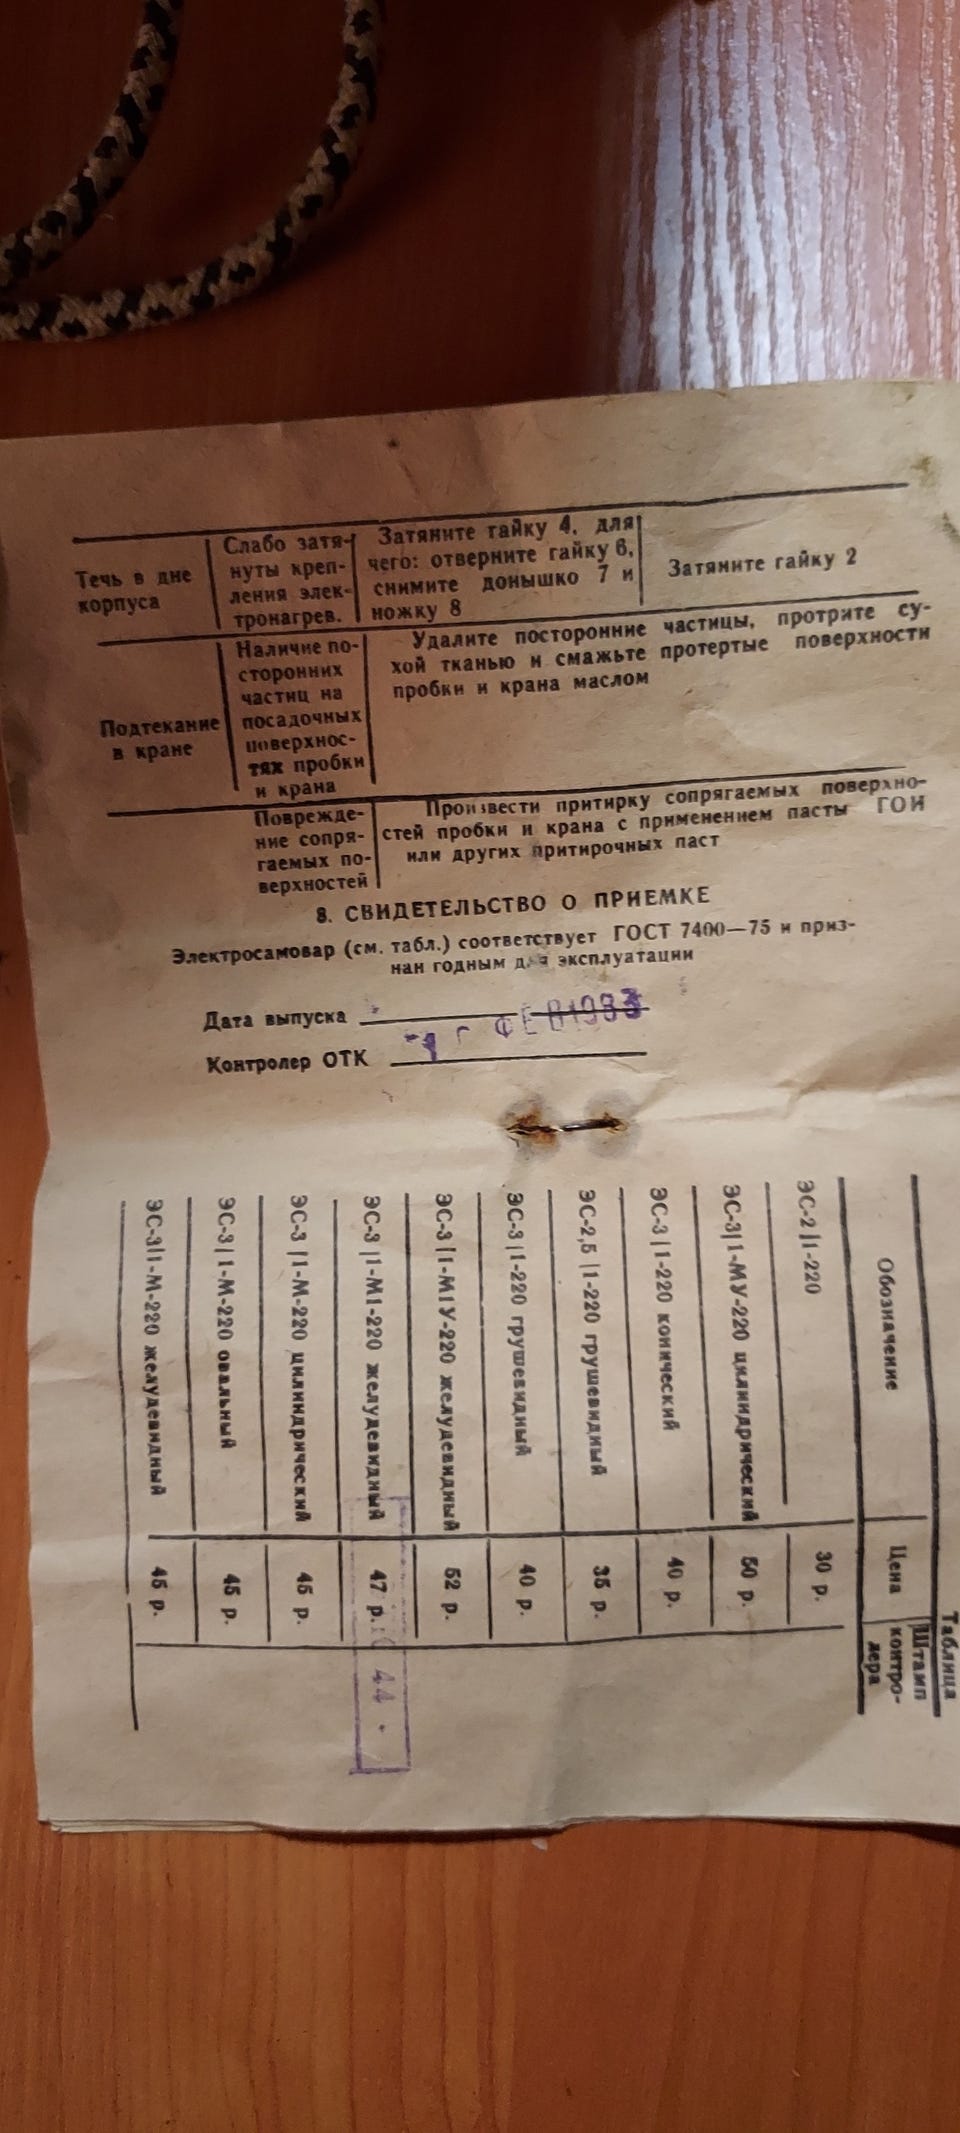 Течь в дне
корпуса
Слабо затя-
нуты креп-
ления элек-
тронагрев.
Затяните гайку 4, для
чего: отверните гайку 6,
снимите донышко 7 и
ножку 8
Затяните гайку 2
Подтекание
в кране
Наличие по-
сторонних
частиц на
посадочных
поверхнос-
тях пробки
и крана
Удалите посторонние частицы, протрите су-
хой тканью и смажьте протертые поверхности
пробки и крана маслом
Поврежде-
ние сопря-
гаемых по-
верхностей
Произвести притирку сопрягаемых поверхно-
стей пробки и крана с применением пасты ГОИ
или других притирочных паст
8. СВИДЕТЕЛЬСТВО О ПРИЕМКЕ
Электросамовар (см. табл.) соответствует ГОСТ 7400—75 и приз-
нан годным для эксплуатации
Дата выпуска ФЕВ 1983
Контролер ОТК
Таблица
Обозначение
Цена
Штамп
контро-
лера
ЭС-2|1-220 30 р.
ЭС-3|1-МУ-220 цилиндрический 50 р.
ЭС-3|1-220 конический 40 р.
ЭС-2,5|1-220 грушевидный 35 р.
ЭС-3|1-220 грушевидный 40 р.
ЭС-3|1-М1У-220 желудевидный 52 р.
ЭС-3|1-М1-220 желудевидный 47 р. 44
ЭС-3|1-М-220 цилиндрический 45 р.
ЭС-3|1-М-220 овальный 45 р.
ЭС-3|1-М-220 желудевидный 45 р.